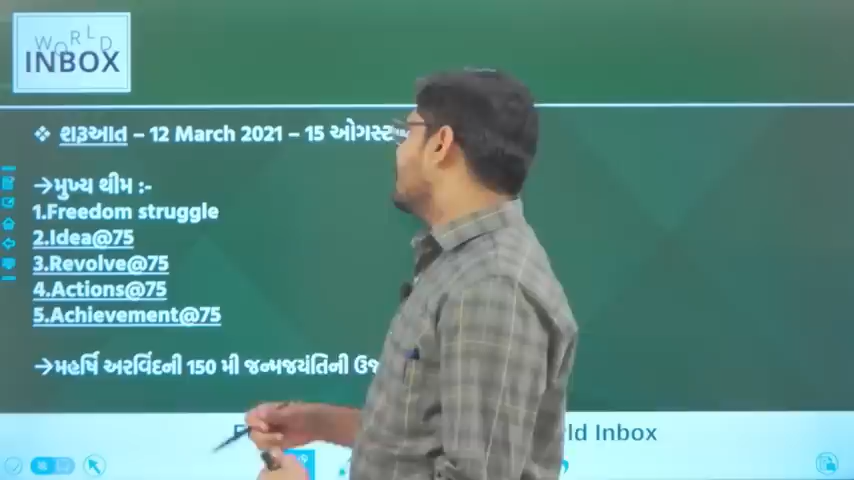 WORLD
INBOX
❖ શરૂઆત – 12 March 2021 – 15 ઓગસ્ટ
→મુખ્ય થીમ :-
1.Freedom struggle
2.Idea@75
3.Revolve@75
4.Actions@75
5.Achievement@75
→મહર્ષિ અરવિંદની 150 મી જન્મજયંતિની
Inbox